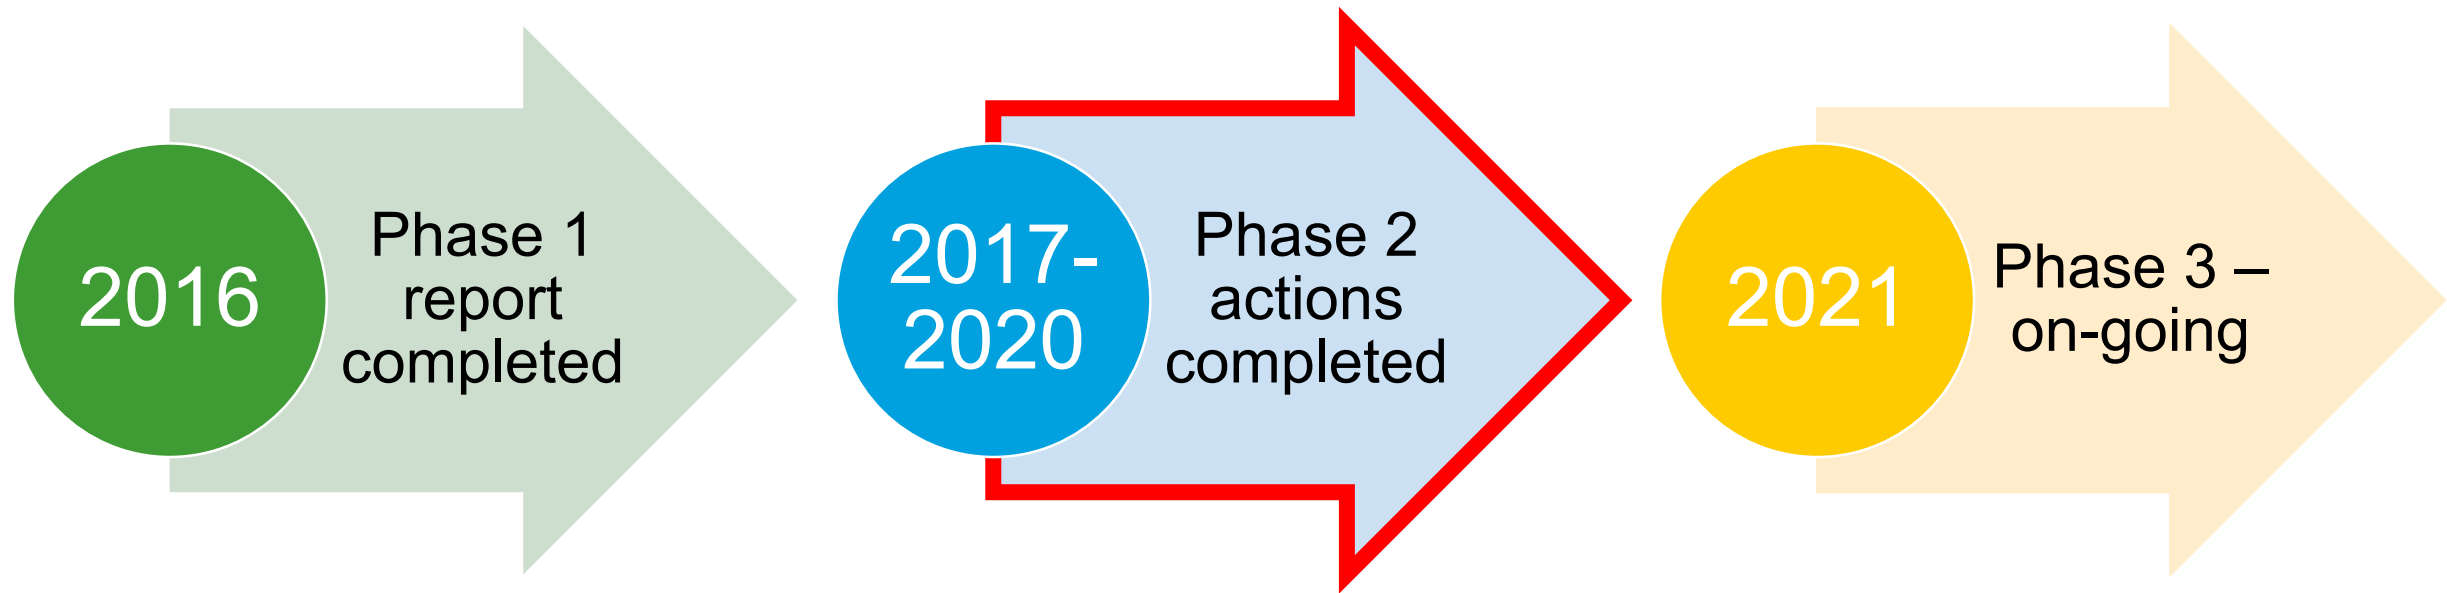 2016
Phase 1
report
completed
2017-
2020
Phase 2
actions
completed
2021
Phase 3 –
on-going